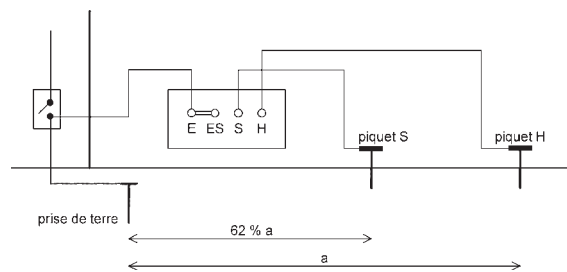 E ES S H
piquet S
piquet H
prise de terre
62 % a
a